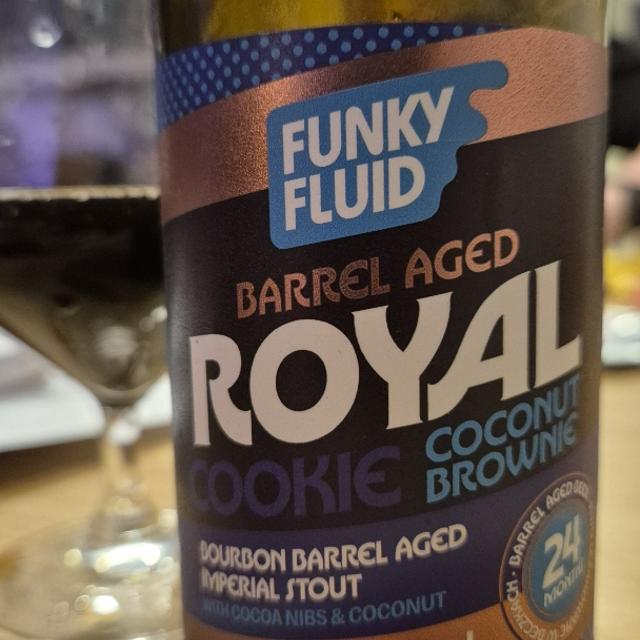 FUNKY
FLUID
BARREL AGED
ROYAL
COOKIE
COCONUT
BROWNIE
BOURBON BARREL AGED
IMPERIAL STOUT
WITH COCOA NIBS & COCONUT
BARREL AGED BEER
24
MONTHS